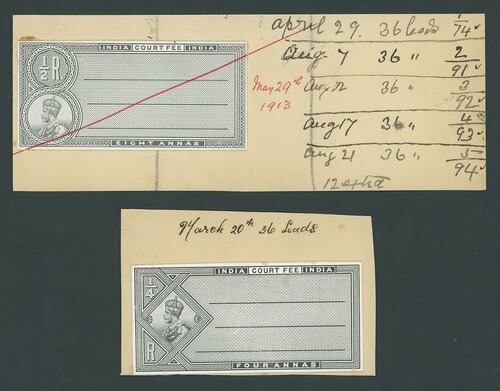 INDIA COURT FEE INDIA
1/2 R
EIGHT ANNAS
May 29th
1913
April 29. 36 leads 1/74 ✓
Aug 7 36 " 2/91 ✓
Aug 12 36 " 3/92 ✓
Aug 17 36 " 4/93 ✓
Aug 21 36 " 5/94 ✓
12 extra
March 20th 36 Leads
INDIA COURT FEE INDIA
1/4
R
FOUR ANNAS